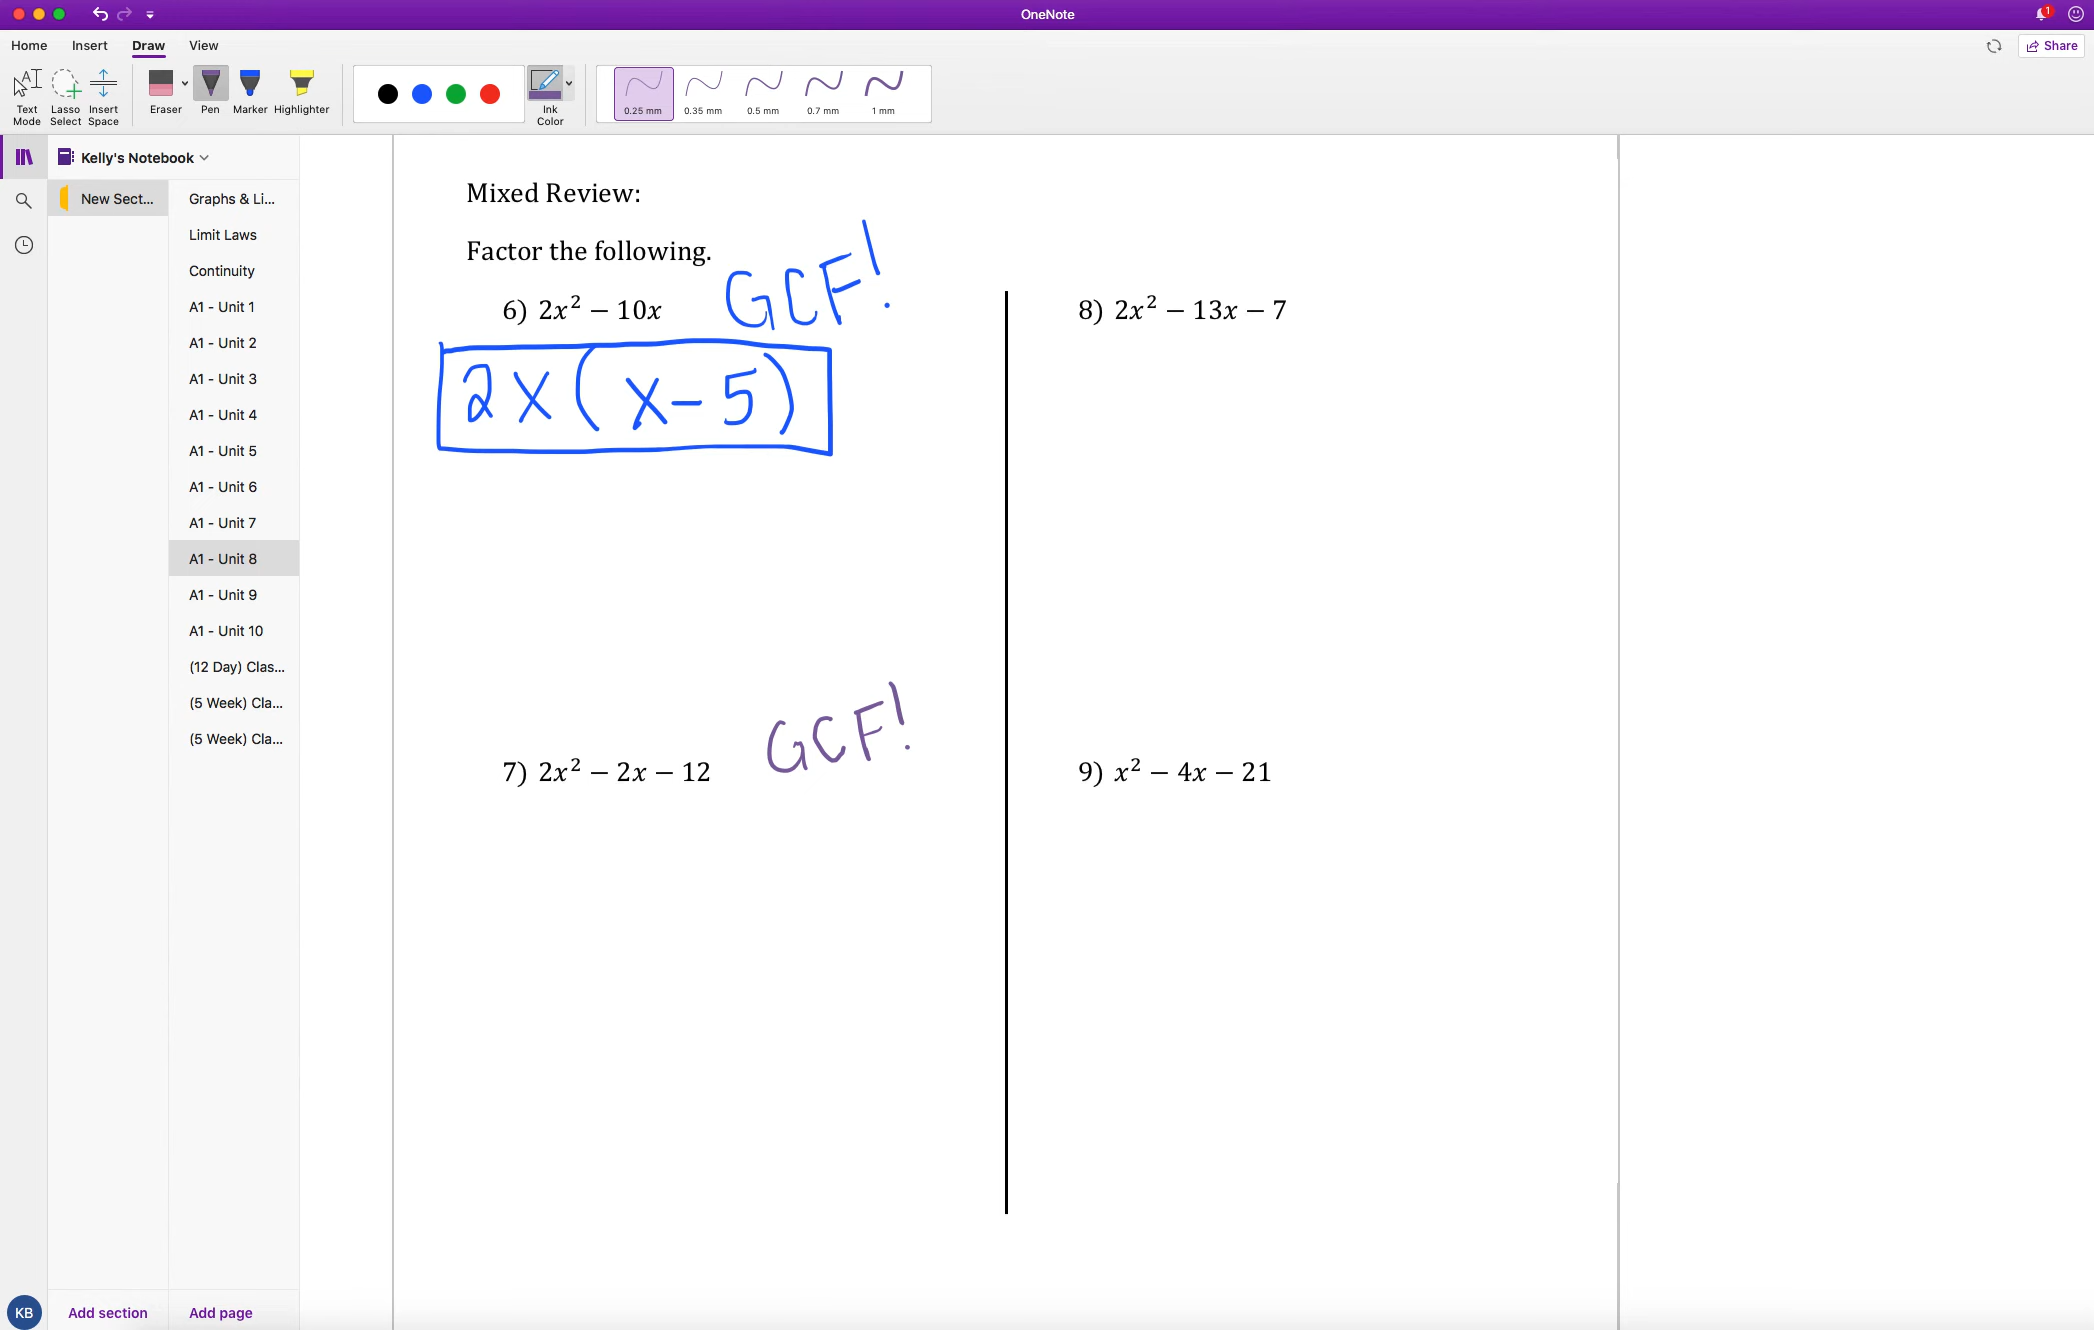 OneNote
1
Home Insert Draw View
Share
Text Mode
Lasso Select
Insert Space
Eraser
Pen
Marker
Highlighter
Ink Color
0.25 mm
0.35 mm
0.5 mm
0.7 mm
1 mm
Kelly's Notebook
New Sect...
Graphs & Li...
Limit Laws
Continuity
A1 - Unit 1
A1 - Unit 2
A1 - Unit 3
A1 - Unit 4
A1 - Unit 5
A1 - Unit 6
A1 - Unit 7
A1 - Unit 8
A1 - Unit 9
A1 - Unit 10
(12 Day) Clas...
(5 Week) Cla...
(5 Week) Cla...
KB
Add section
Add page
Mixed Review:
Factor the following.
6) 2x² − 10x GCF!
2x(x-5)
7) 2x² − 2x − 12 GCF!
8) 2x² − 13x − 7
9) x² − 4x − 21